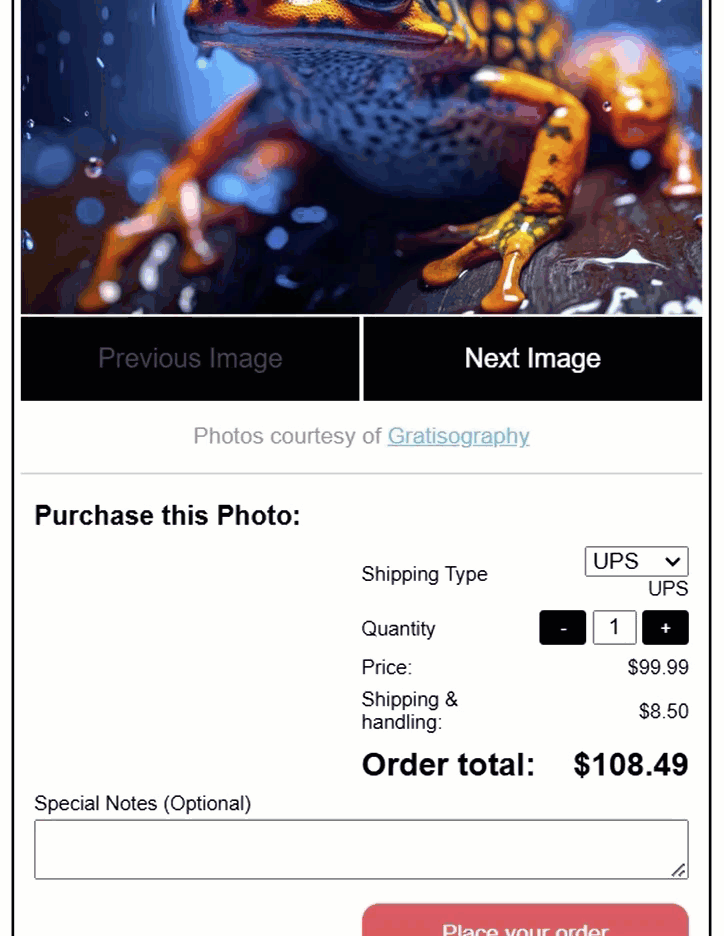 Previous Image
Next Image
Photos courtesy of Gratisography
Purchase this Photo:
Shipping Type
UPS
UPS
Quantity
-
1
+
Price:
$99.99
Shipping &
handling:
$8.50
Order total:
$108.49
Special Notes (Optional)
Place your order